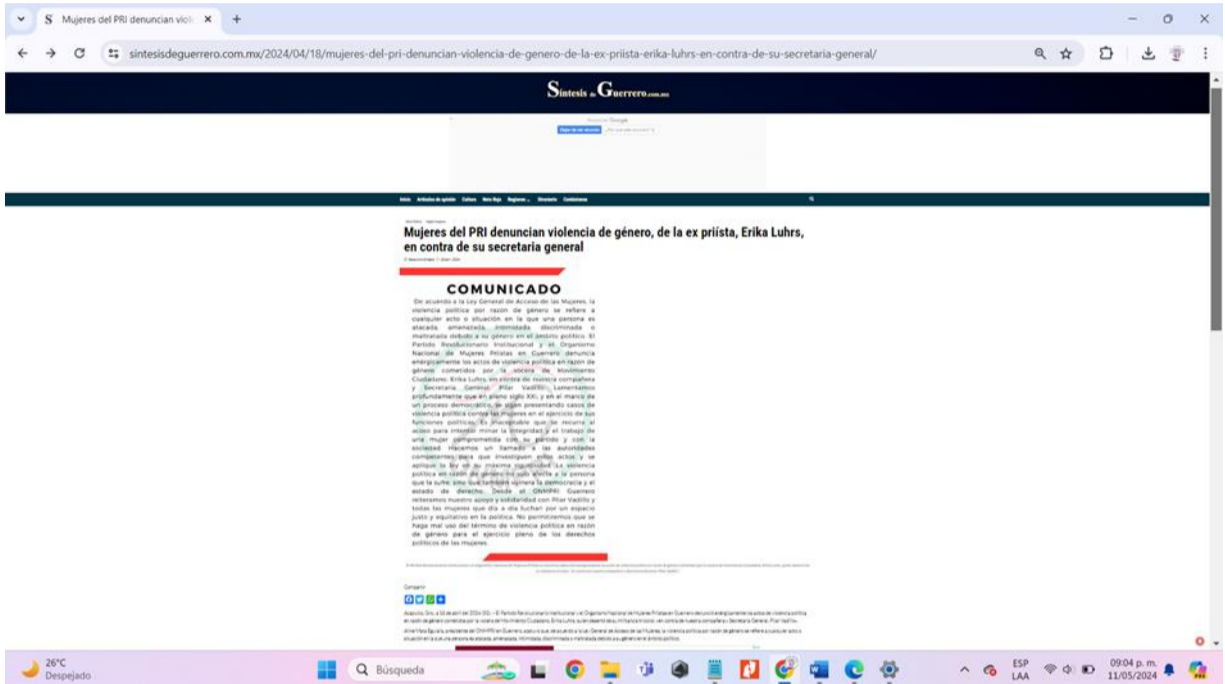 Mujeres del PRI denuncian viol
sintesisdeguerrero.com.mx/2024/04/18/mujeres-del-pri-denuncian-violencia-de-genero-de-la-ex-priista-erika-luhrs-en-contra-de-su-secretaria-general/
Síntesis de Guerrero.com.mx
Inicio Artículos de opinión Cultura Nota Roja Regiones Directorio Contáctanos
Mujeres del PRI denuncian violencia de género, de la ex priísta, Erika Luhrs,
en contra de su secretaria general
COMUNICADO
De acuerdo a la Ley General de Acceso de las Mujeres, la
violencia política por razón de género se refiere a
cualquier acto o situación en la que una persona es
atacada, amenazada, intimidada discriminada o
maltratada debido a su género en el ámbito político. El
Partido Revolucionario Institucional y el Organismo
Nacional de Mujeres Priístas en Guerrero denuncia
enérgicamente los actos de violencia política en razón de
género cometidos por la vocera de Movimiento
Ciudadano, Erika Luhrs, en contra de nuestra compañera
y Secretaria General Pilar Vadillo. Lamentamos
profundamente que en pleno siglo XXI, y en el marco de
un proceso democrático, se sigan presentando casos de
violencia política contra las mujeres en el ejercicio de sus
funciones políticas. Es inaceptable que se recurra al
acoso para intentar minar la integridad y el trabajo de
una mujer comprometida con su partido y con la
sociedad. Hacemos un llamado a las autoridades
competentes para que investiguen estos actos y se
aplique la ley en su máxima
política en razón de género no solo afecta a la persona
que la sufre, sino que también vulnera la democracia y el
estado de derecho. Desde el ONMPRI Guerrero
reiteramos nuestro apoyo y solidaridad con Pilar Vadillo y
todas las mujeres que día a día luchan por un espacio
justo y equitativo en la política. No permitiremos que se
haga mal uso del término de violencia política en razón
de género para el ejercicio pleno de los derechos
políticos de las mujeres
Compartir
26°C
Despejado
Búsqueda
ESP
LAA
09:04 p. m.
11/05/2024